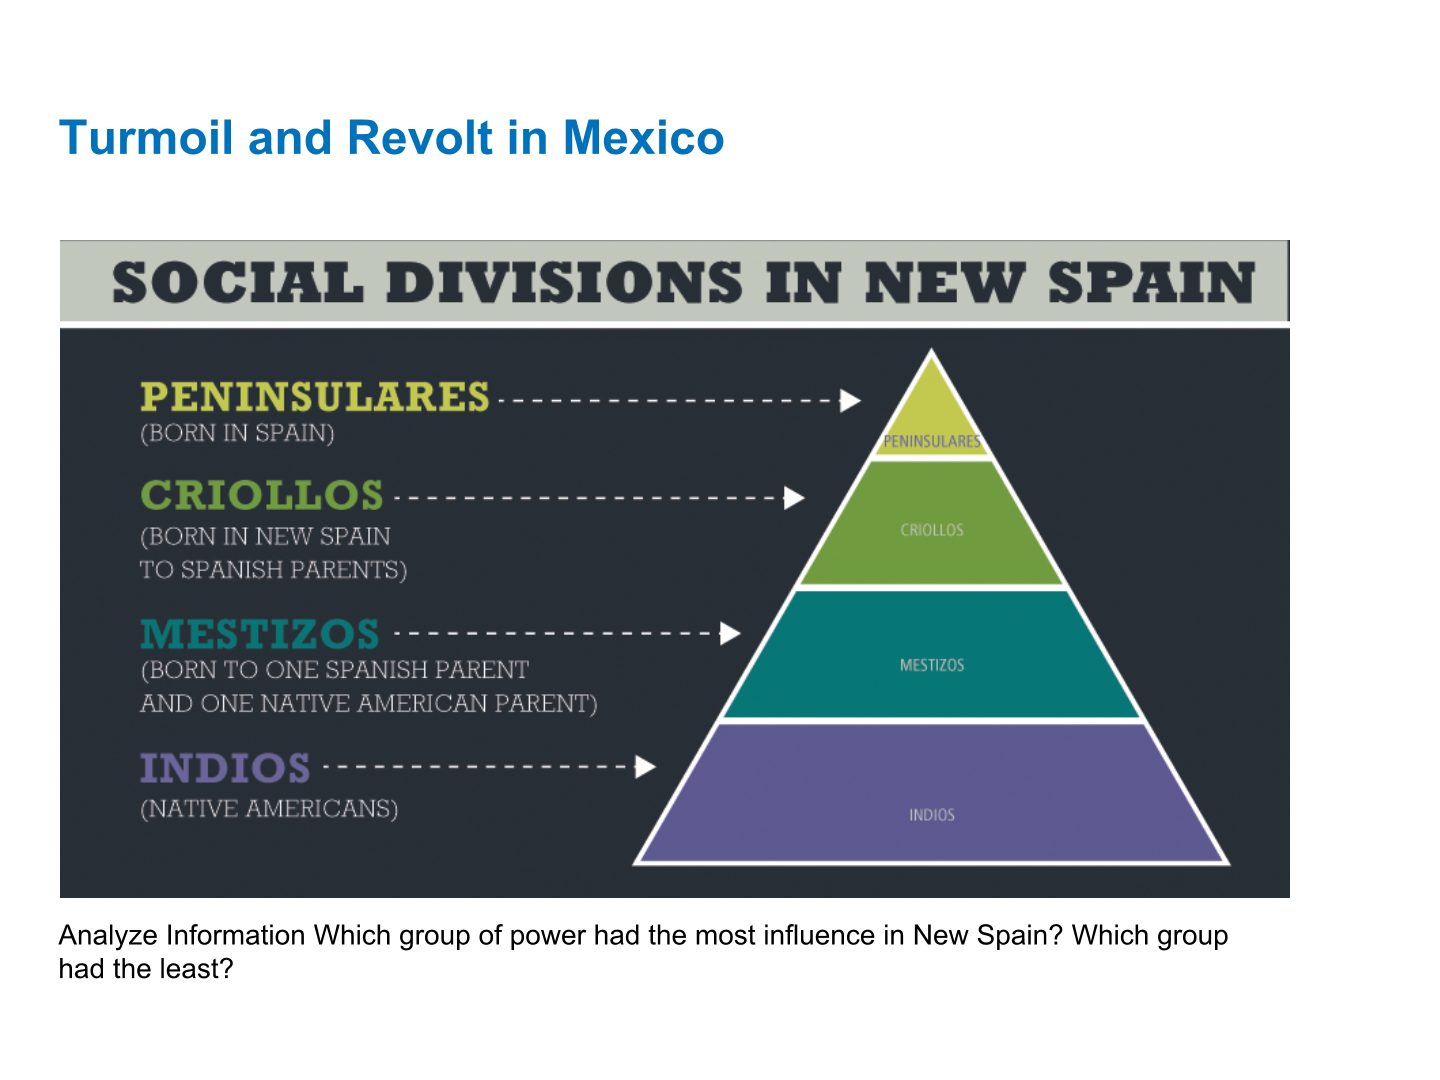 Turmoil and Revolt in Mexico
SOCIAL DIVISIONS IN NEW SPAIN
PENINSULARES
(BORN IN SPAIN)
PENINSULARES
CRIOLLOS
(BORN IN NEW SPAIN
TO SPANISH PARENTS)
CRIOLLOS
MESTIZOS
(BORN TO ONE SPANISH PARENT
AND ONE NATIVE AMERICAN PARENT)
MESTIZOS
INDIOS
(NATIVE AMERICANS)
INDIOS
Analyze Information Which group of power had the most influence in New Spain? Which group
had the least?